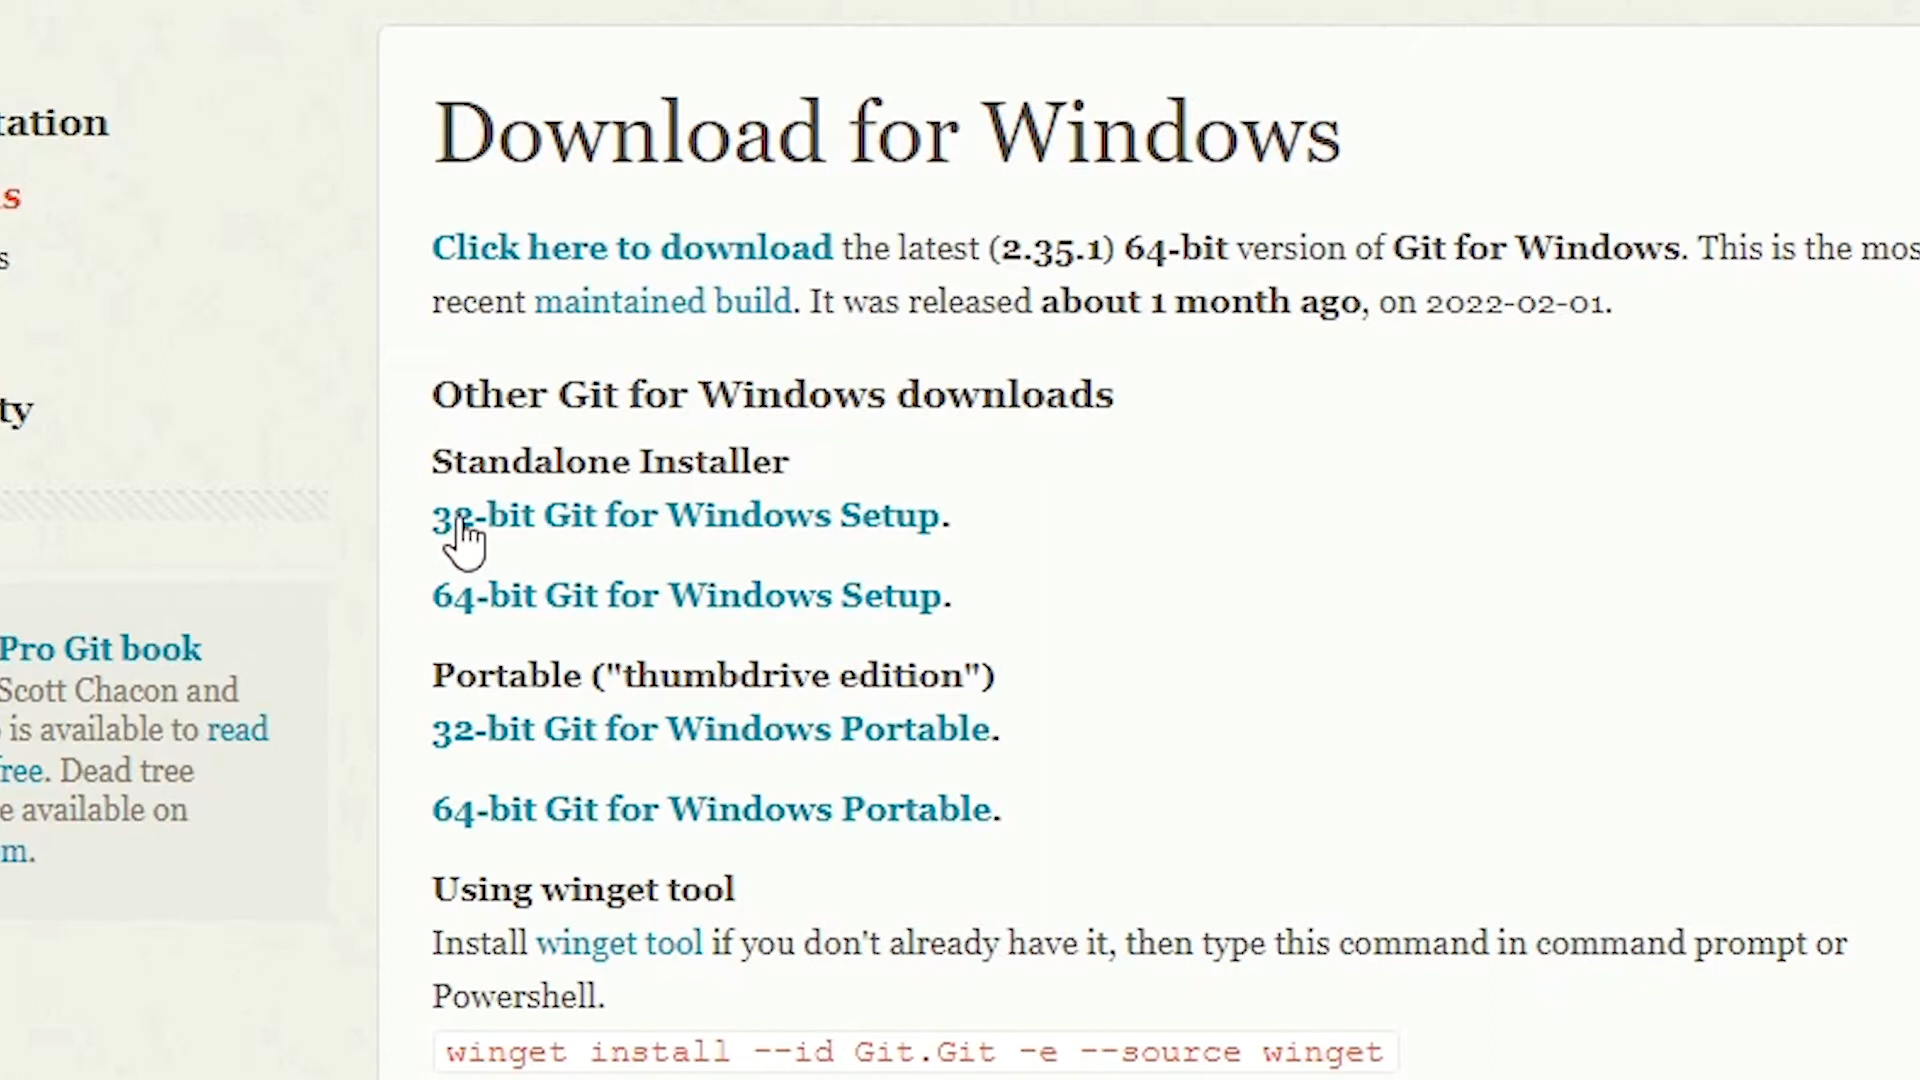 tation
s
s
ty
Pro Git book
Scott Chacon and
is available to read
free. Dead tree
e available on
m.
Download for Windows
Click here to download the latest (2.35.1) 64-bit version of Git for Windows. This is the mos
recent maintained build. It was released about 1 month ago, on 2022-02-01.
Other Git for Windows downloads
Standalone Installer
32-bit Git for Windows Setup.
64-bit Git for Windows Setup.
Portable ("thumbdrive edition")
32-bit Git for Windows Portable.
64-bit Git for Windows Portable.
Using winget tool
Install winget tool if you don't already have it, then type this command in command prompt or
Powershell.
winget install --id Git.Git -e --source winget